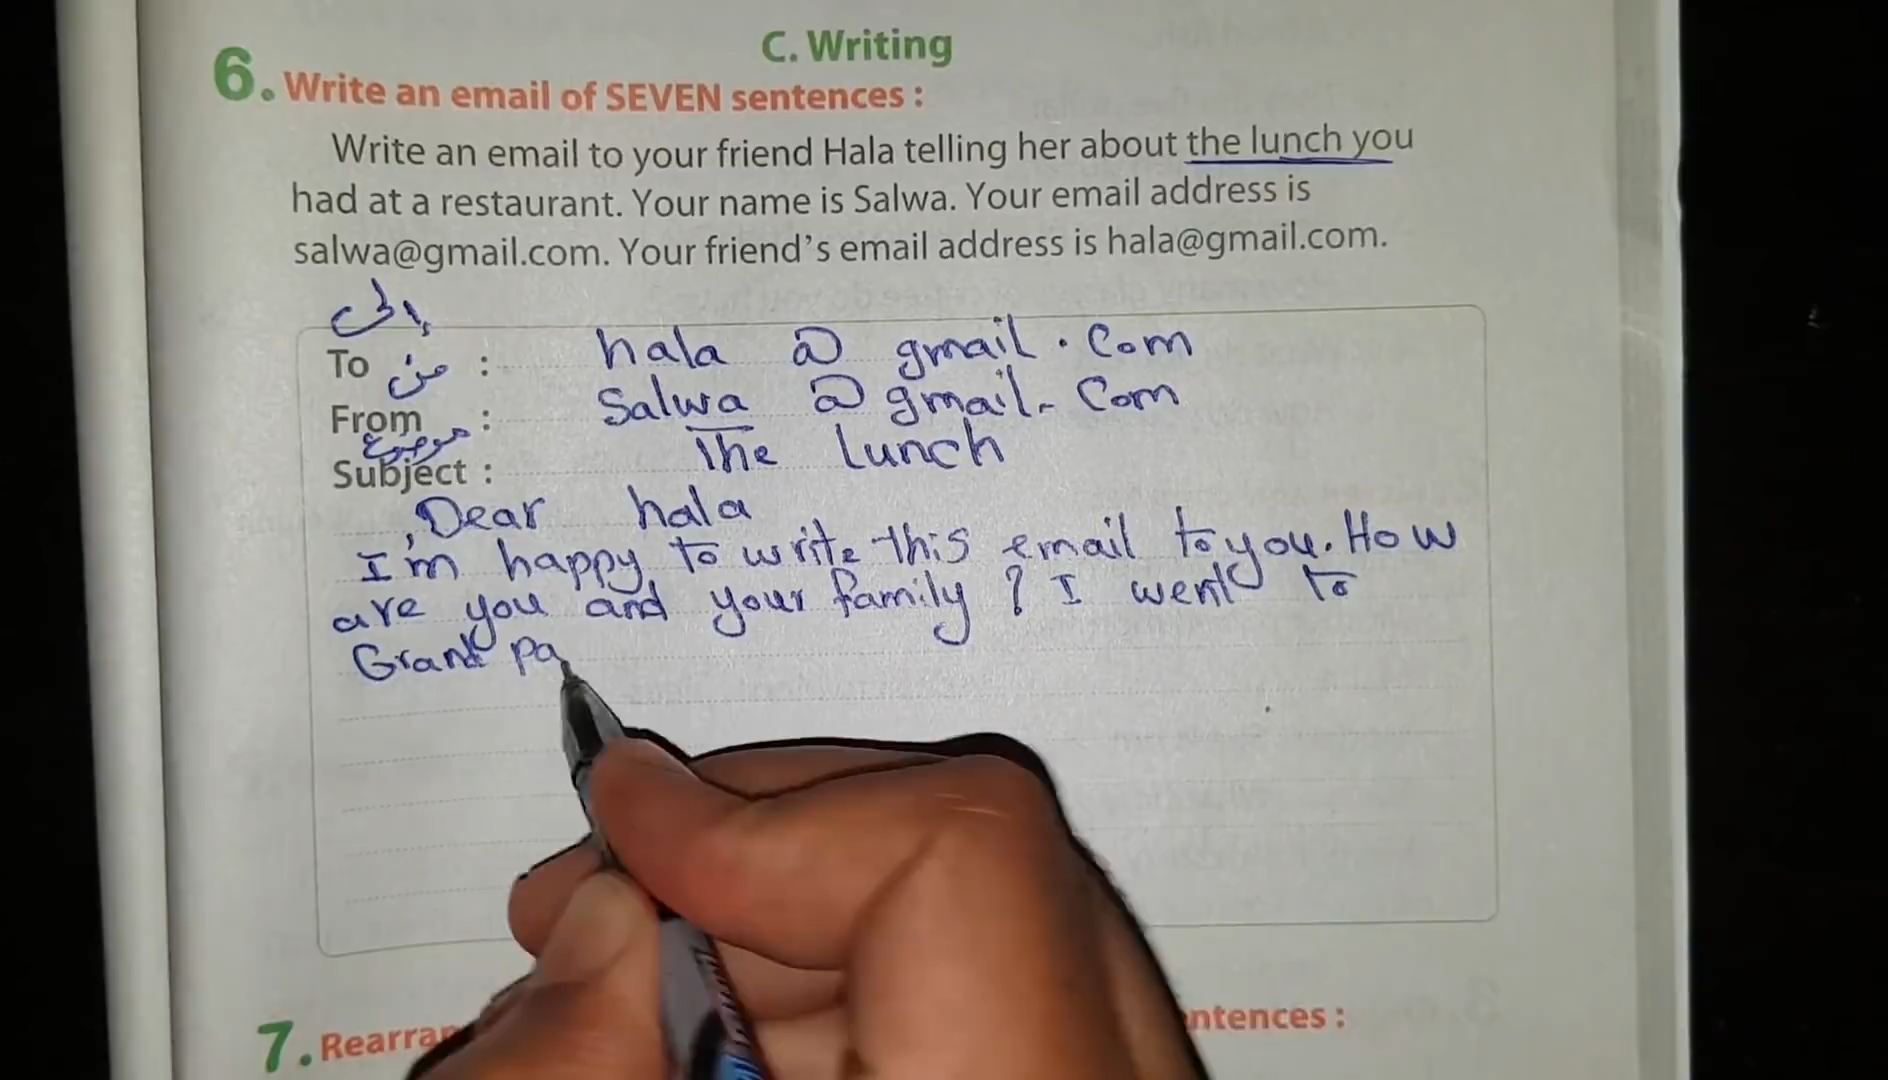 C. Writing
6. Write an email of SEVEN sentences :
Write an email to your friend Hala telling her about the lunch you
had at a restaurant. Your name is Salwa. Your email address is
salwa@gmail.com. Your friend's email address is hala@gmail.com.
إلى
To : hala @ gmail . Com
من
From : Salwa @ gmail. Com
موضوع
Subject : The Lunch
, Dear hala
I'm happy to write this email to you. How
are you and your family ? I went to
Grand pa
7. Rearran
ntences :